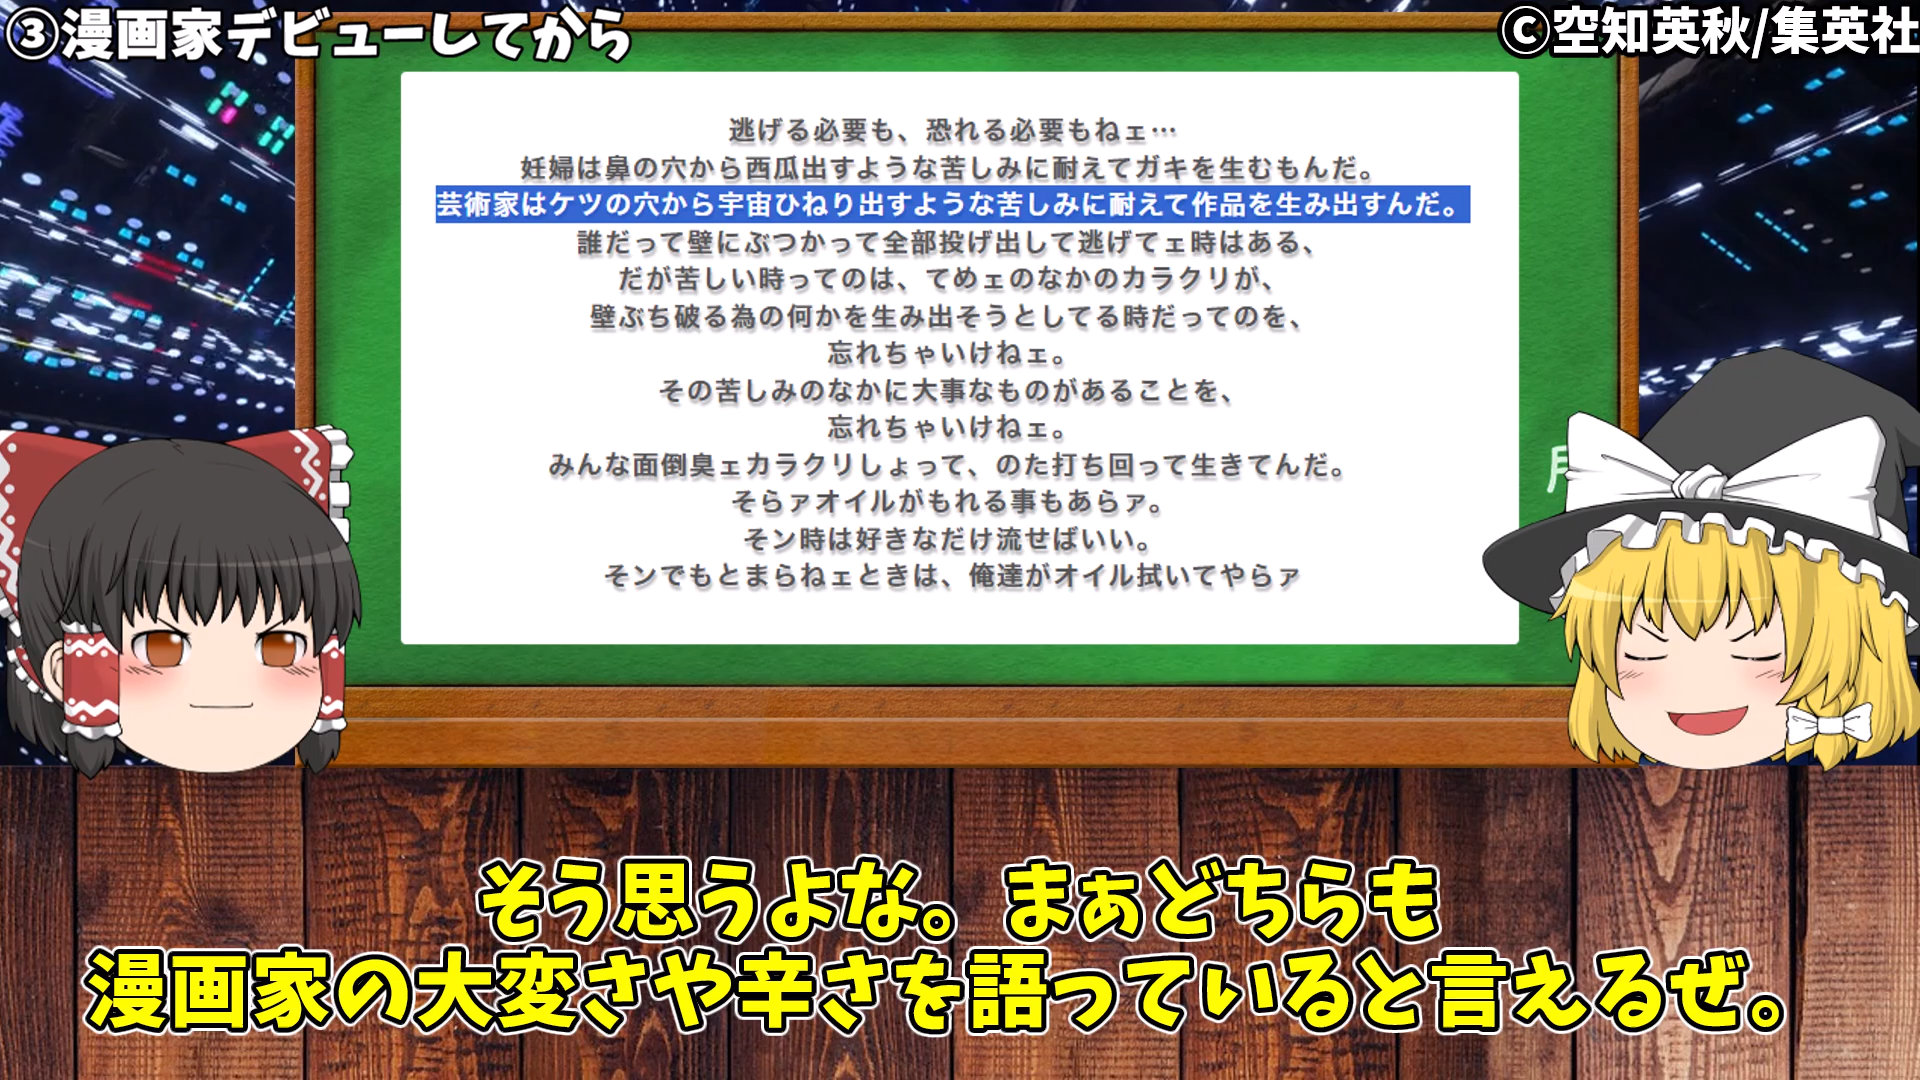 ③漫画家デビューしてから
©空知英秋/集英社
逃げる必要も、恐れる必要もねェ…
妊婦は鼻の穴から西瓜出すような苦しみに耐えてガキを生むもんだ。
芸術家はケツの穴から宇宙ひねり出すような苦しみに耐えて作品を生み出すんだ。
誰だって壁にぶつかって全部投げ出して逃げてェ時はある、
だが苦しい時ってのは、てめェのなかのカラクリが、
壁ぶち破る為の何かを生み出そうとしてる時だってのを、
忘れちゃいけねェ。
その苦しみのなかに大事なものがあることを、
忘れちゃいけねェ。
みんな面倒臭ェカラクリしょって、のた打ち回って生きてんだ。
そらァオイルがもれる事もあらァ。
そン時は好きなだけ流せばいい。
そンでもとまらねェときは、俺達がオイル拭いてやらァ
そう思うよな。まぁどちらも
漫画家の大変さや辛さを語っていると言えるぜ。